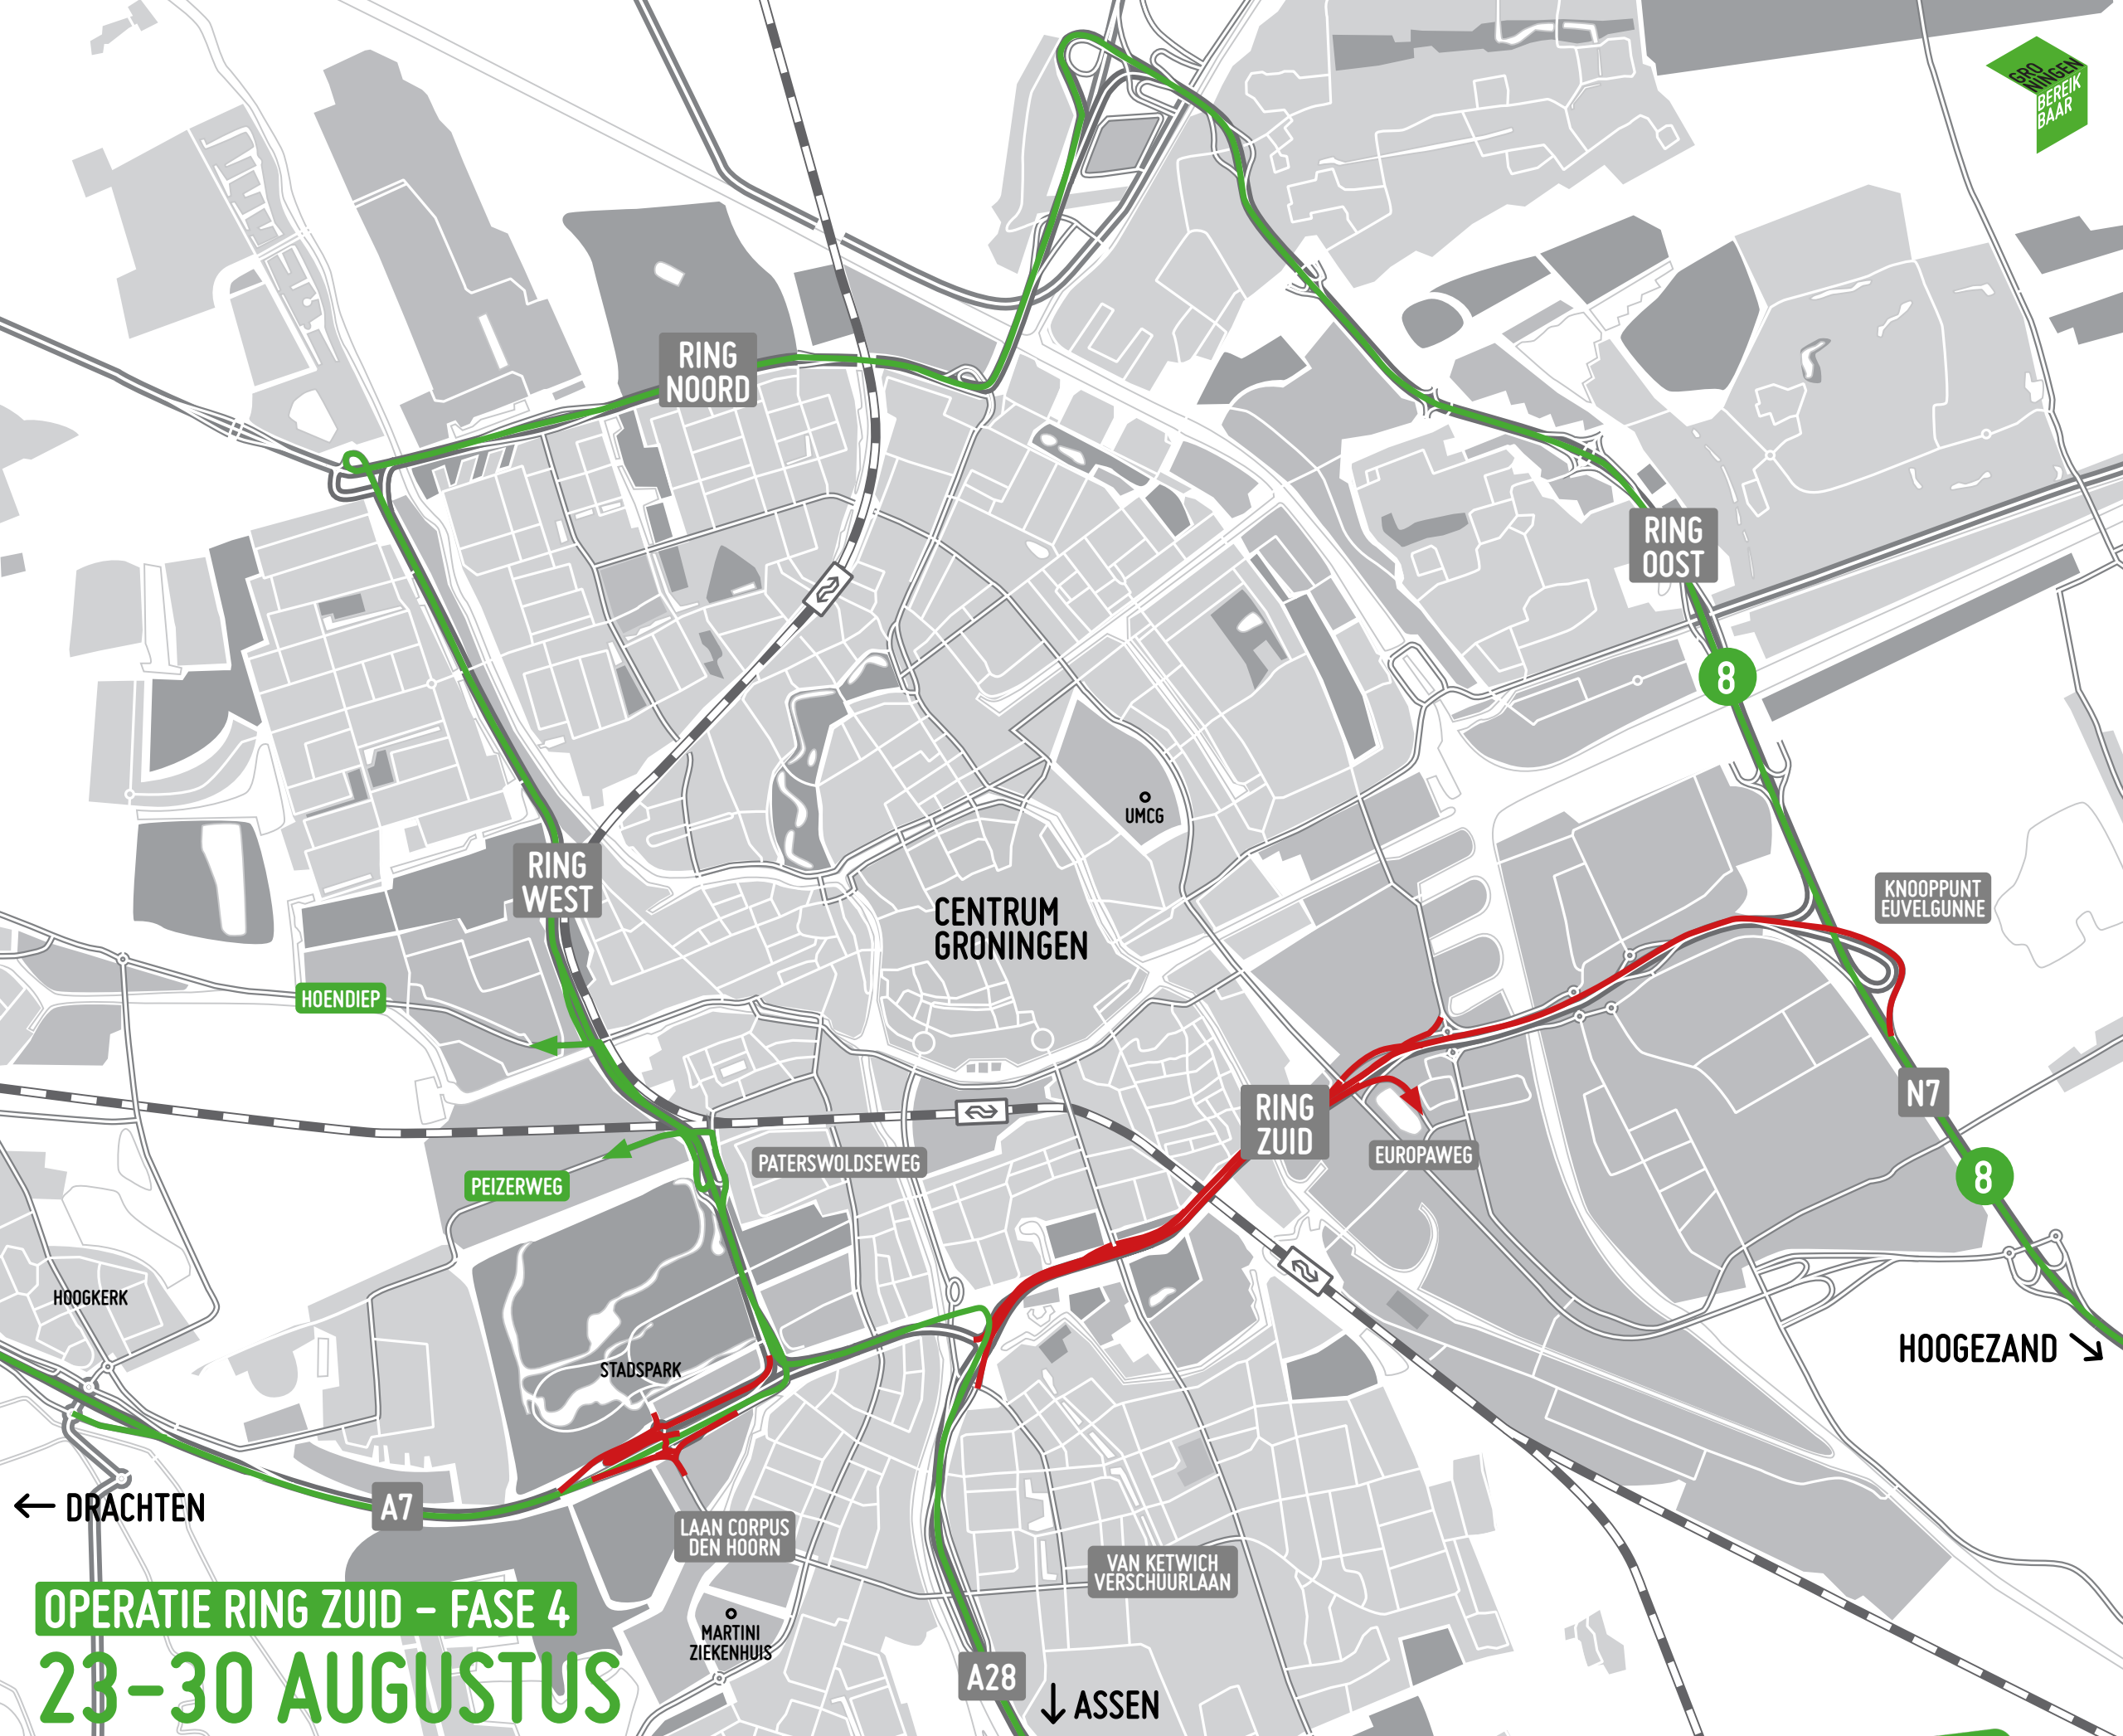 GRO
NINGEN
BEREIK
BAAR
RING
NOORD
RING
OOST
8
RING
WEST
UMCG
KNOOPPUNT
EUVELGUNNE
CENTRUM
GRONINGEN
HOENDIEP
RING
ZUID
N7
EUROPAWEG
PATERSWOLDSEWEG
PEIZERWEG
8
HOOGKERK
HOOGEZAND
STADSPARK
DRACHTEN
A7
LAAN CORPUS
DEN HOORN
VAN KETWICH
VERSCHUURLAAN
OPERATIE RING ZUID – FASE 4
MARTINI
ZIEKENHUIS
23–30 AUGUSTUS
A28
ASSEN